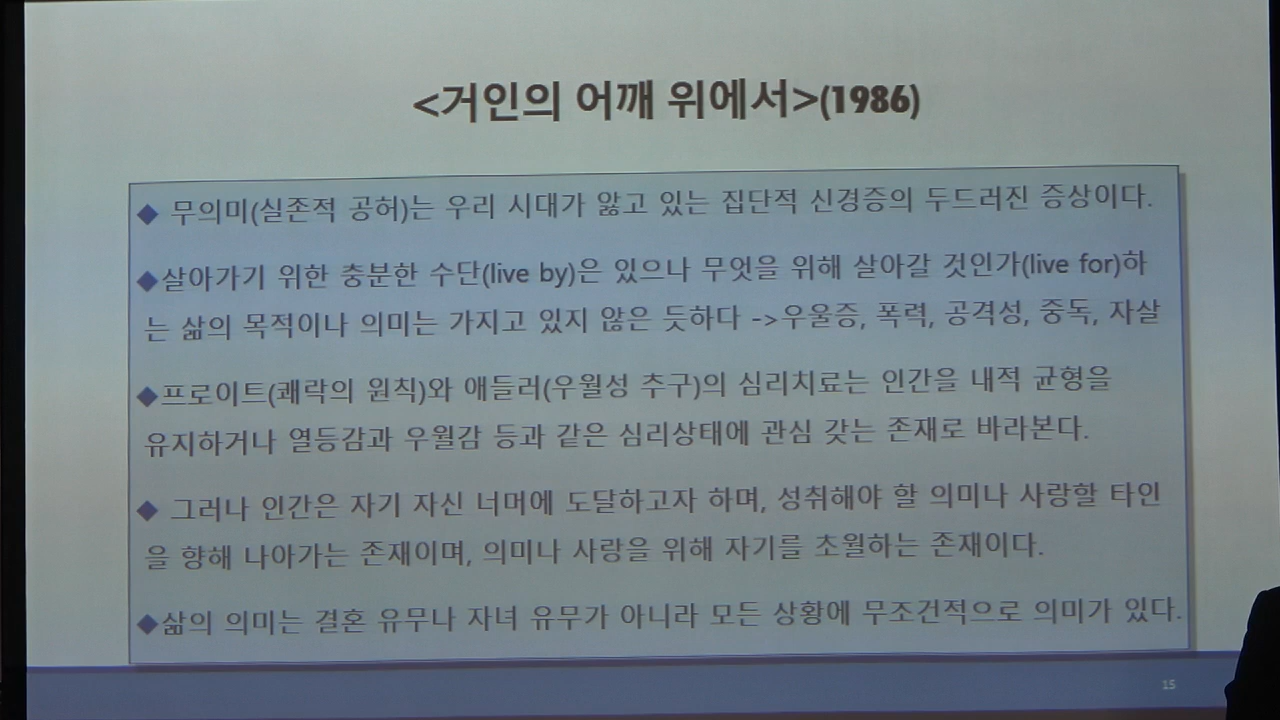 <거인의 어깨 위에서>(1986)
◆ 무의미(실존적 공허)는 우리 시대가 앓고 있는 집단적 신경증의 두드러진 증상이다.
◆살아가기 위한 충분한 수단(live by)은 있으나 무엇을 위해 살아갈 것인가(live for)하
는 삶의 목적이나 의미는 가지고 있지 않은 듯하다 ->우울증, 폭력, 공격성, 중독, 자살
◆프로이트(쾌락의 원칙)와 애들러(우월성 추구)의 심리치료는 인간을 내적 균형을
유지하거나 열등감과 우월감 등과 같은 심리상태에 관심 갖는 존재로 바라본다.
◆ 그러나 인간은 자기 자신 너머에 도달하고자 하며, 성취해야 할 의미나 사랑할 타인
을 향해 나아가는 존재이며, 의미나 사랑을 위해 자기를 초월하는 존재이다.
◆삶의 의미는 결혼 유무나 자녀 유무가 아니라 모든 상황에 무조건적으로 의미가 있다.
15